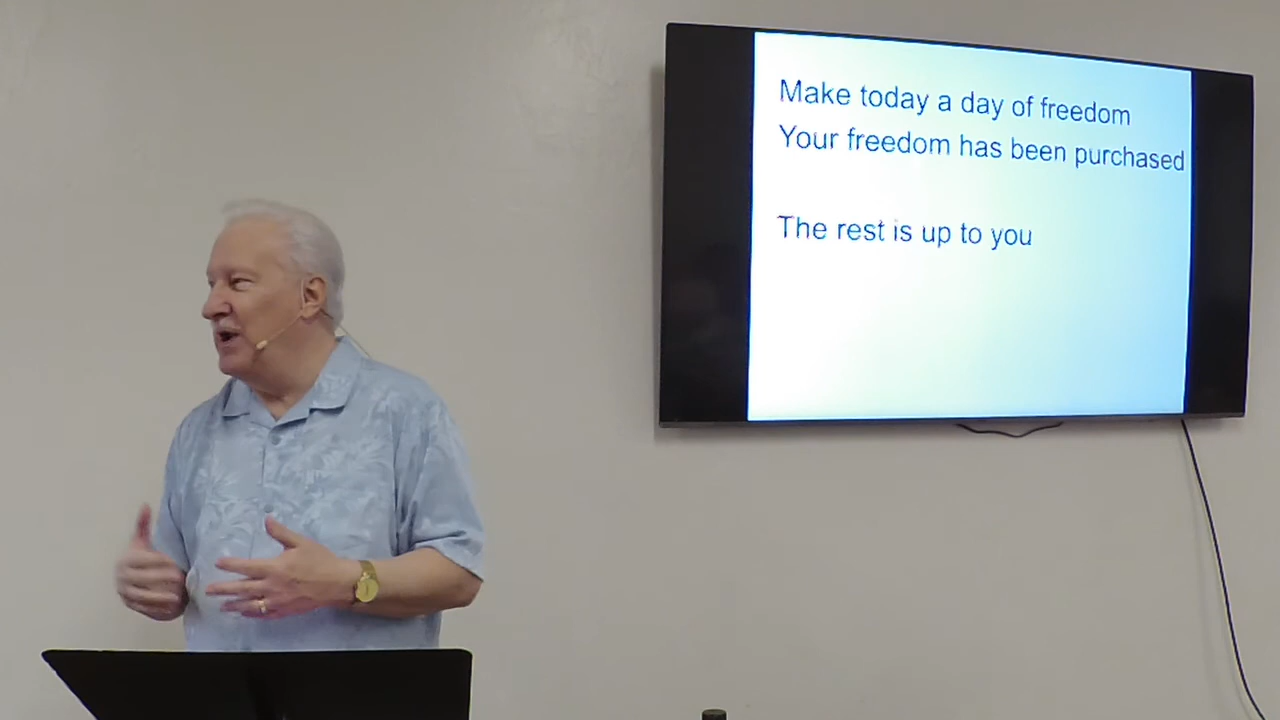 Make today a day of freedom
Your freedom has been purchased
The rest is up to you